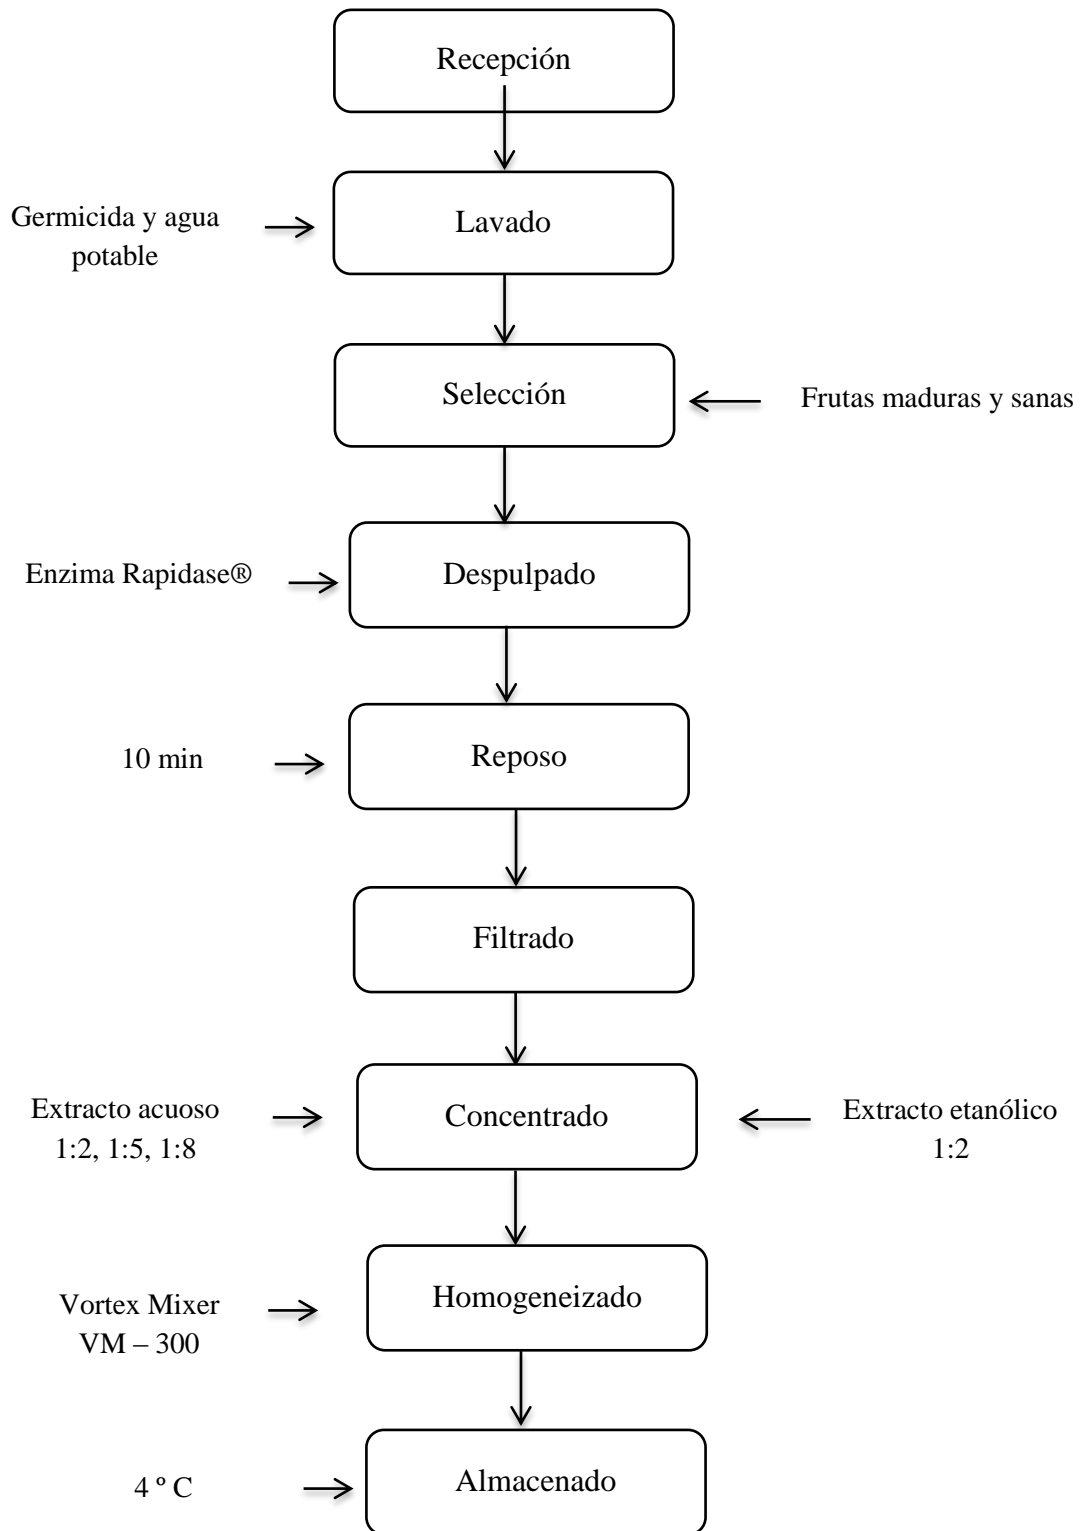 Recepción
Germicida y agua
potable
Lavado
Selección
Frutas maduras y sanas
Enzima Rapidase®
Despulpado
10 min
Reposo
Filtrado
Extracto acuoso
1:2, 1:5, 1:8
Concentrado
Extracto etanólico
1:2
Vortex Mixer
VM – 300
Homogeneizado
4 º C
Almacenado